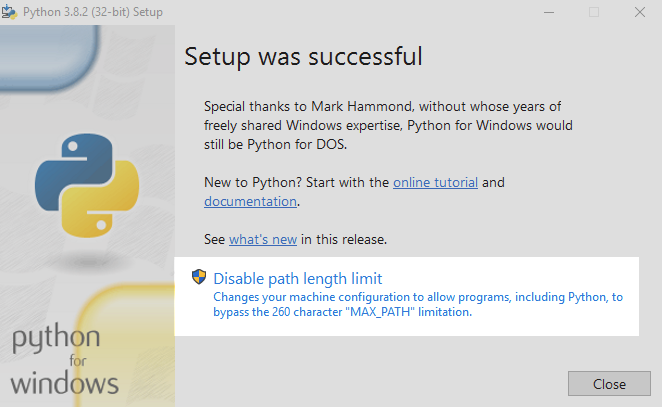 Python 3.8.2 (32-bit) Setup
Setup was successful
Special thanks to Mark Hammond, without whose years of
freely shared Windows expertise, Python for Windows would
still be Python for DOS.
New to Python? Start with the online tutorial and
documentation.
See what's new in this release.
Disable path length limit
Changes your machine configuration to allow programs, including Python, to
bypass the 260 character "MAX_PATH" limitation.
python
for
windows
Close